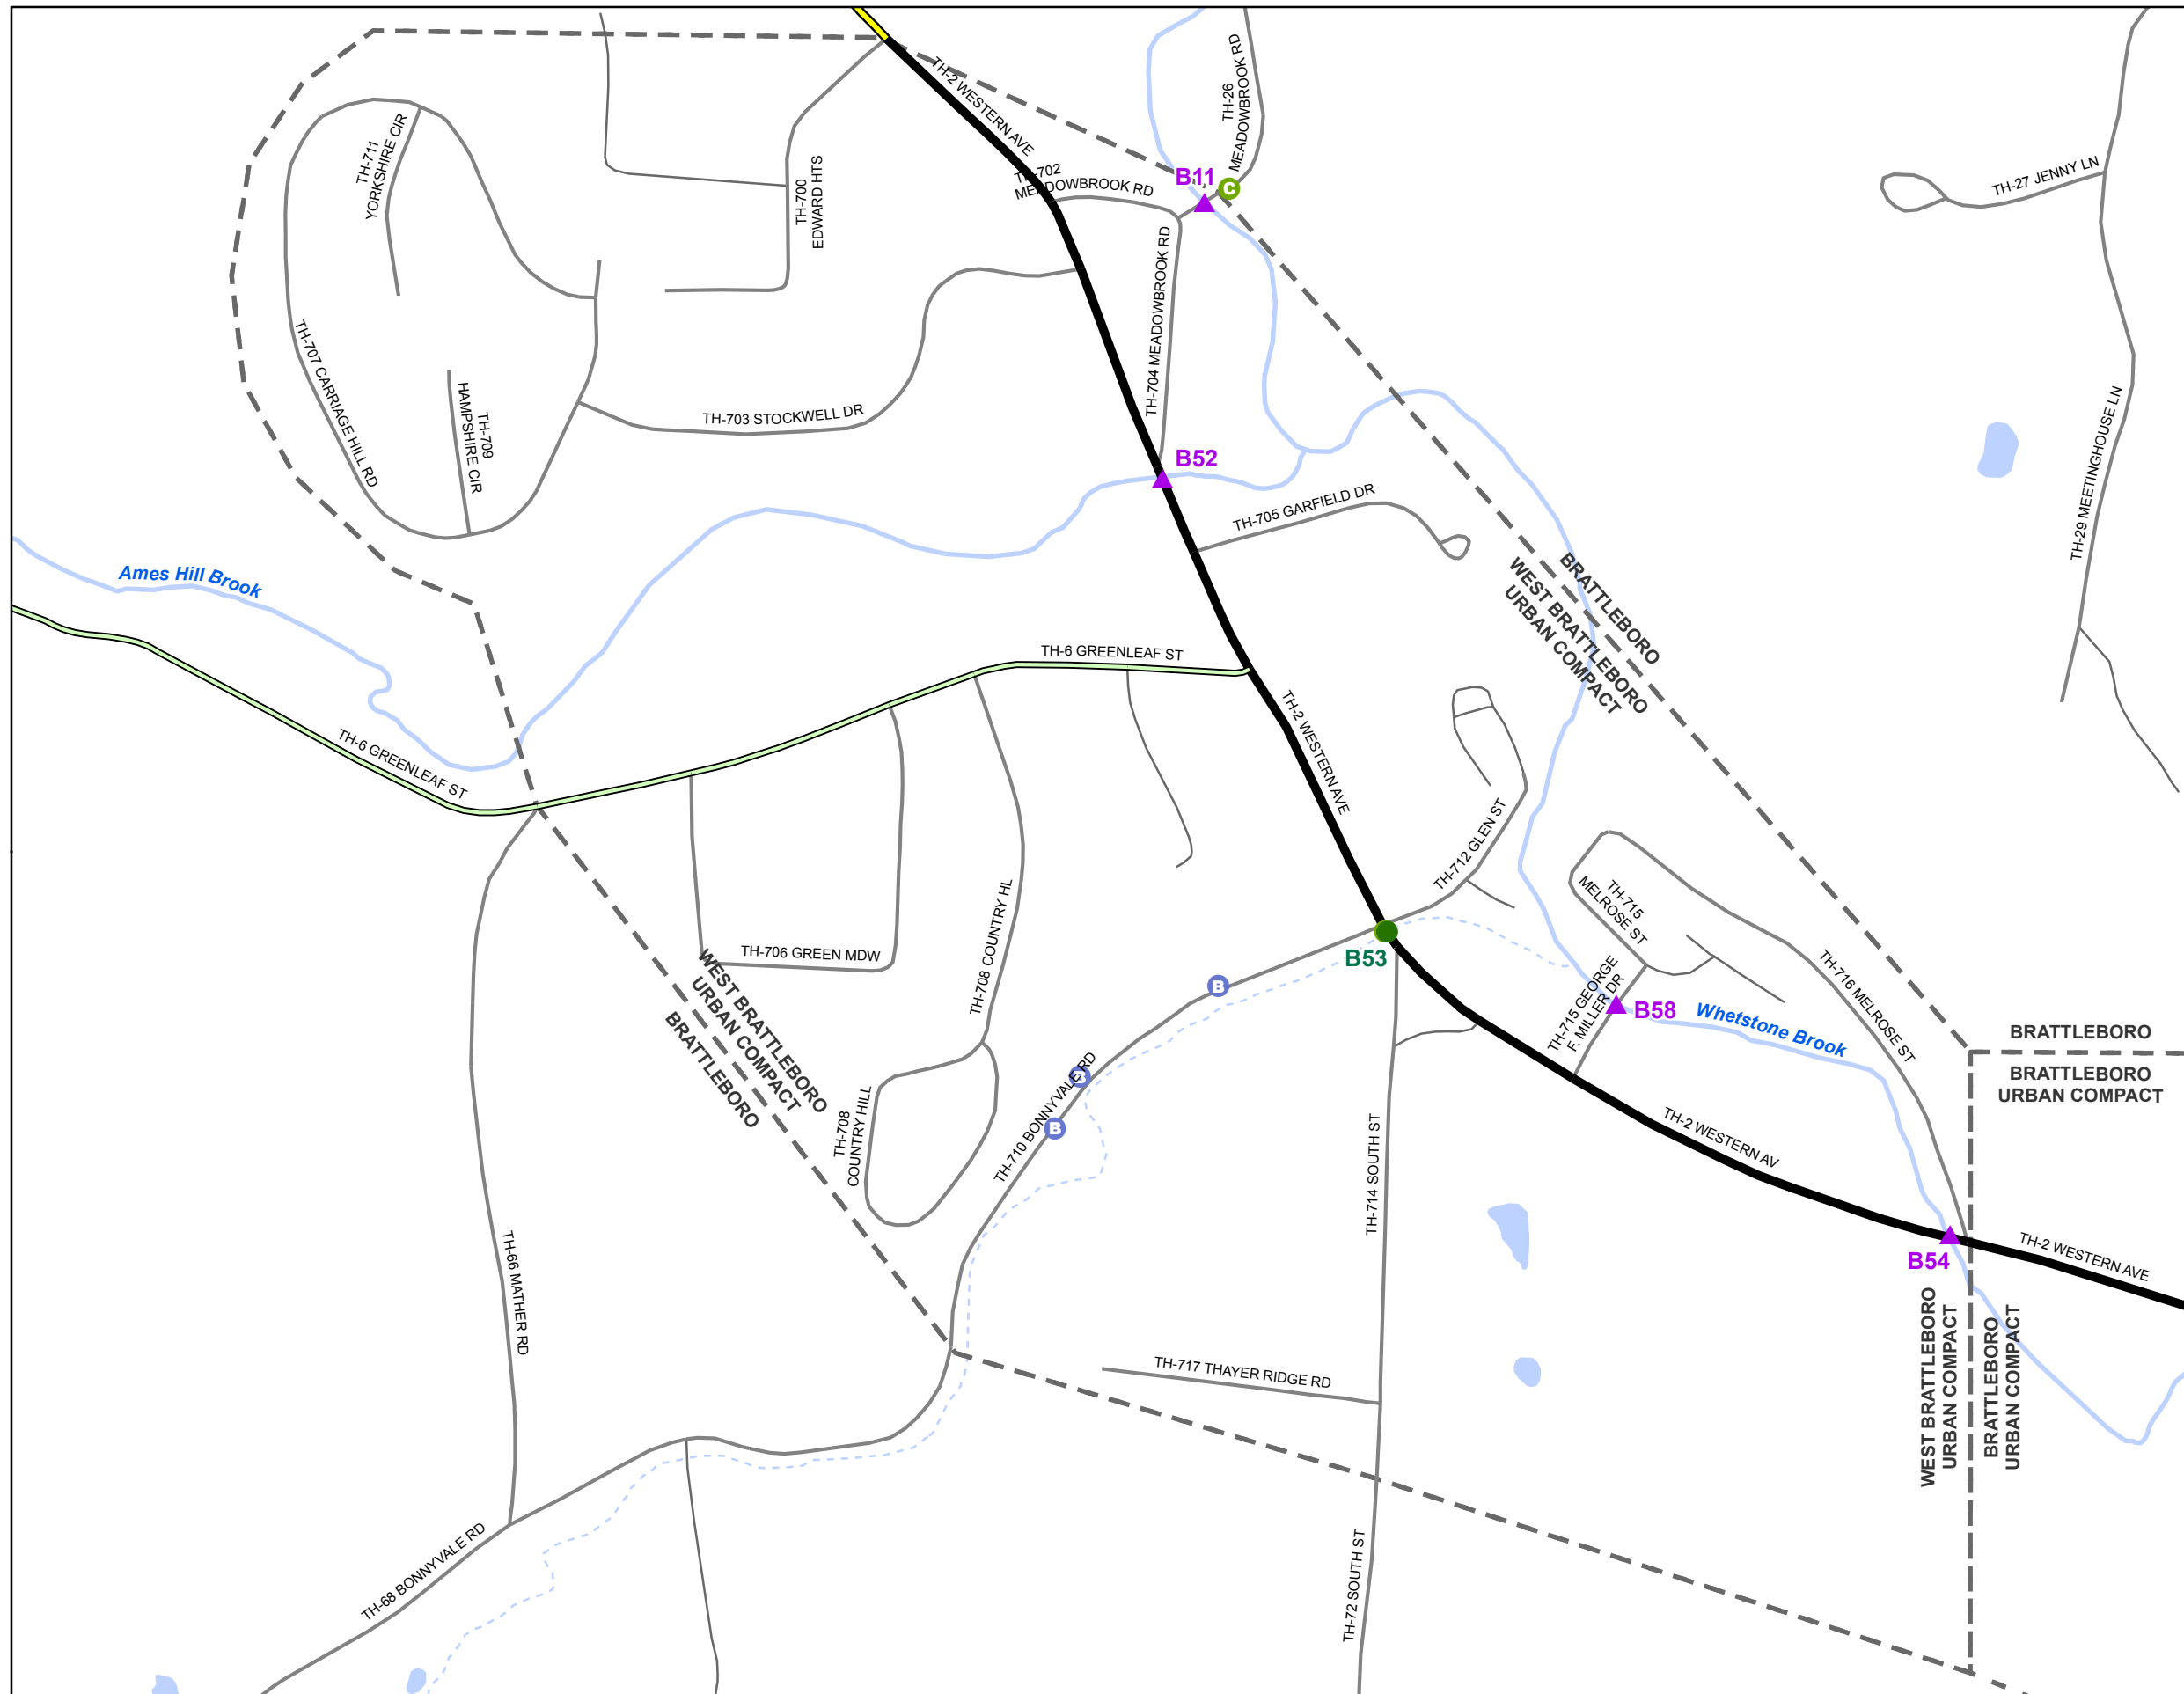 TH-2 WESTERN AVE
TH-26
MEADOWBROOK RD
B11
C
TH-702
MEADOWBROOK RD
TH-27 JENNY LN
TH-711
YORKSHIRE CIR
TH-700
EDWARD HTS
TH-704 MEADOWBROOK RD
TH-707 CARRIAGE HILL RD
TH-709
HAMPSHIRE CIR
TH-703 STOCKWELL DR
B52
TH-705 GARFIELD DR
TH-29 MEETINGHOUSE LN
Ames Hill Brook
BRATTLEBORO
WEST BRATTLEBORO
URBAN COMPACT
TH-6 GREENLEAF ST
TH-6 GREENLEAF ST
TH-2 WESTERN AVE
TH-712 GLEN ST
TH-715
MELROSE ST
TH-708 COUNTRY HL
TH-706 GREEN MDW
B53
B
TH-716 MELROSE ST
TH-715 GEORGE
F. MILLER DR
B58
Whetstone Brook
WEST BRATTLEBORO
URBAN COMPACT
BRATTLEBORO
BRATTLEBORO
BRATTLEBORO
URBAN COMPACT
B
B
TH-710 BONNYVALE RD
TH-708
COUNTRY HILL
TH-714 SOUTH ST
TH-2 WESTERN AV
TH-66 MATHER RD
B54
TH-2 WESTERN AVE
WEST BRATTLEBORO
URBAN COMPACT
BRATTLEBORO
URBAN COMPACT
TH-717 THAYER RIDGE RD
TH-68 BONNYVALE RD
TH-72 SOUTH ST